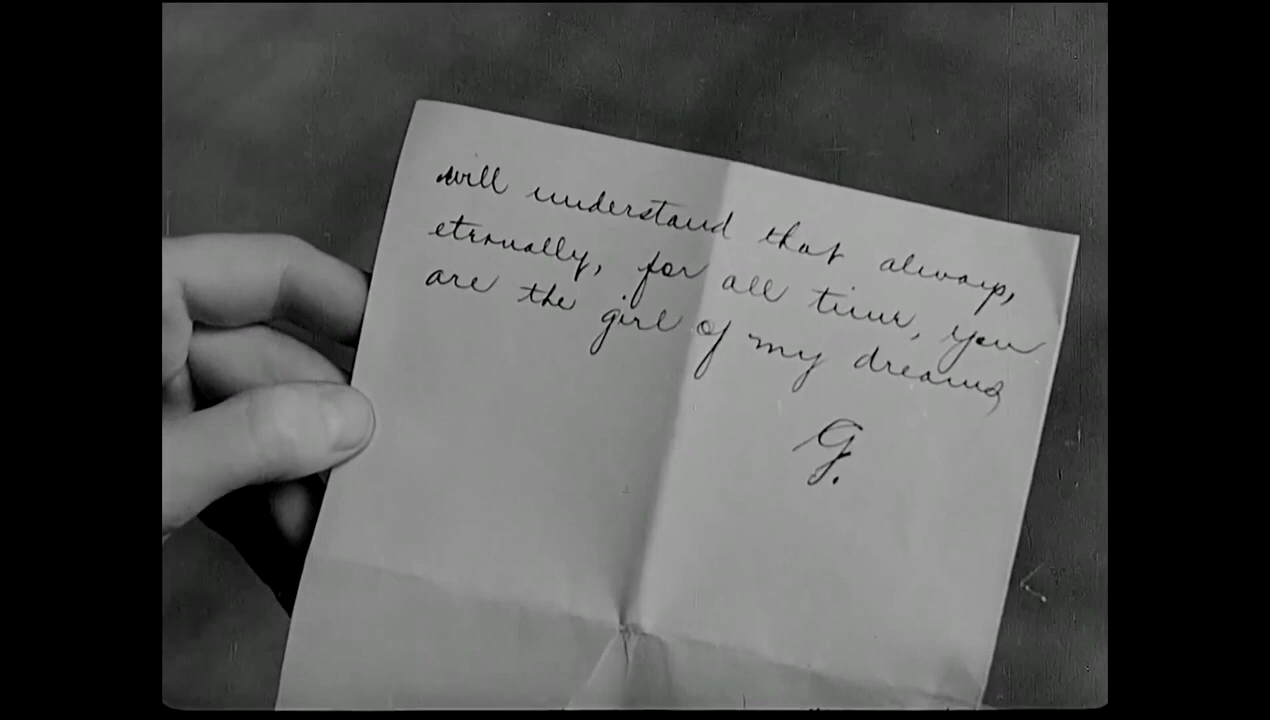 will understand that always,
eternally, for all time, you
are the girl of my dreams,
G.